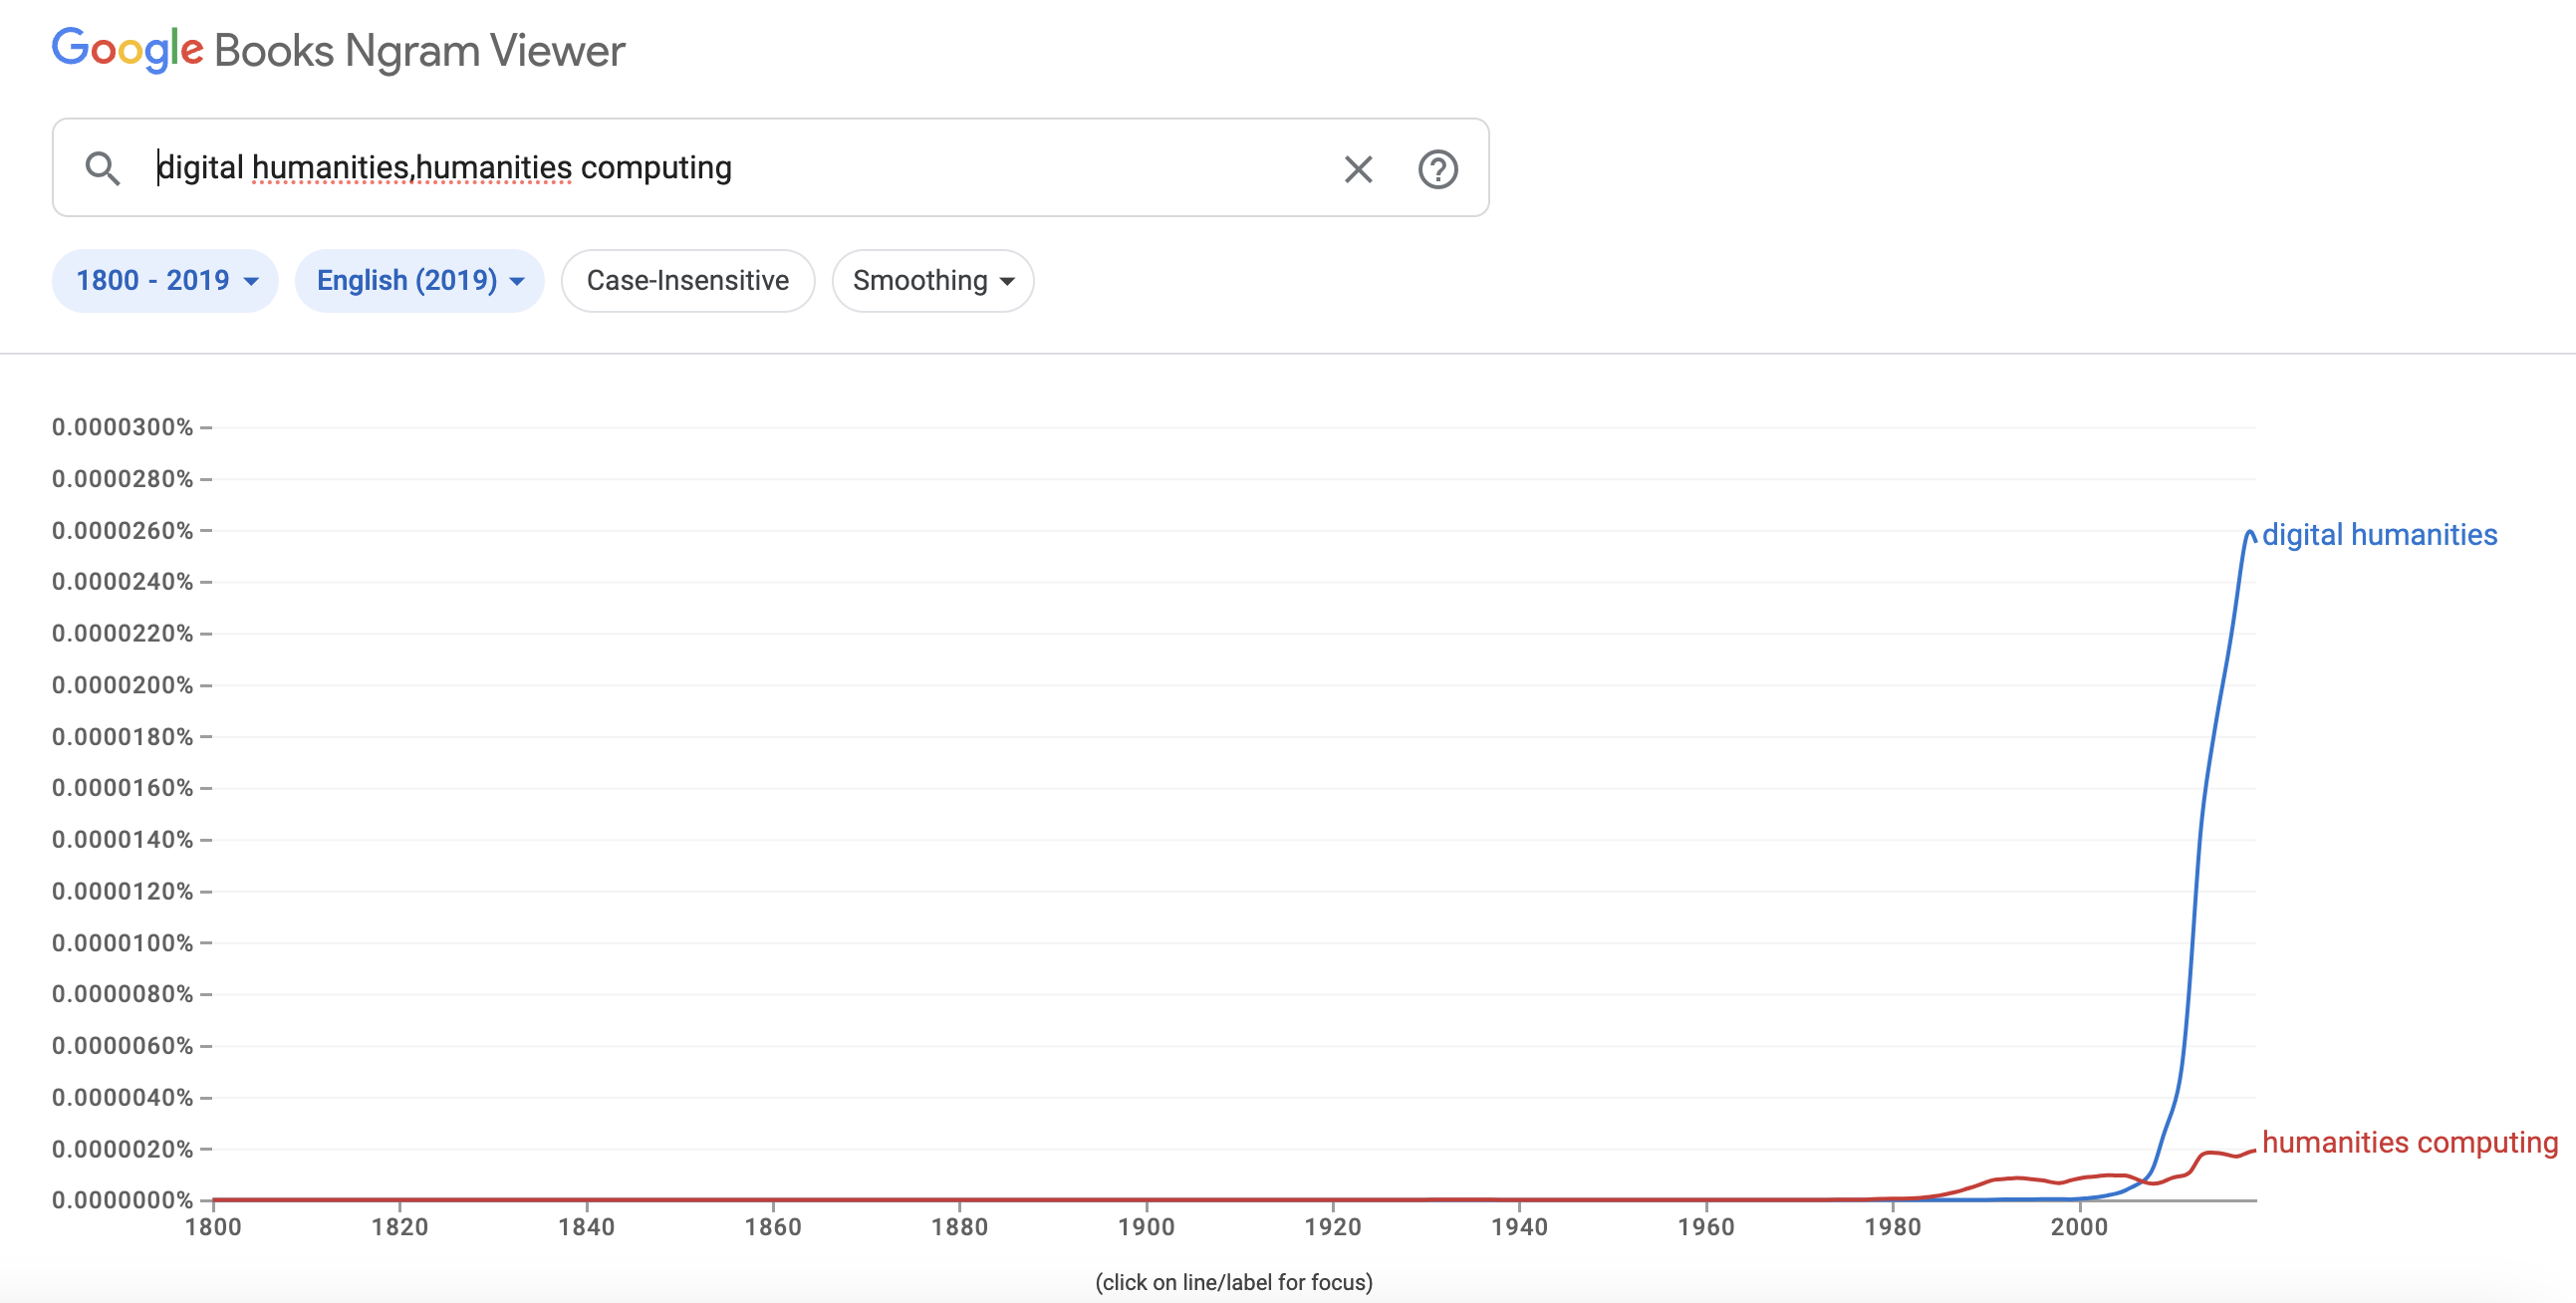 Google Books Ngram Viewer
digital humanities,humanities computing
1800 - 2019 English (2019) Case-Insensitive Smoothing
0.0000300%
0.0000280%
0.0000260%
digital humanities
0.0000240%
0.0000220%
0.0000200%
0.0000180%
0.0000160%
0.0000140%
0.0000120%
0.0000100%
0.0000080%
0.0000060%
0.0000040%
0.0000020%
humanities computing
0.0000000%
1800 1820 1840 1860 1880 1900 1920 1940 1960 1980 2000
(click on line/label for focus)